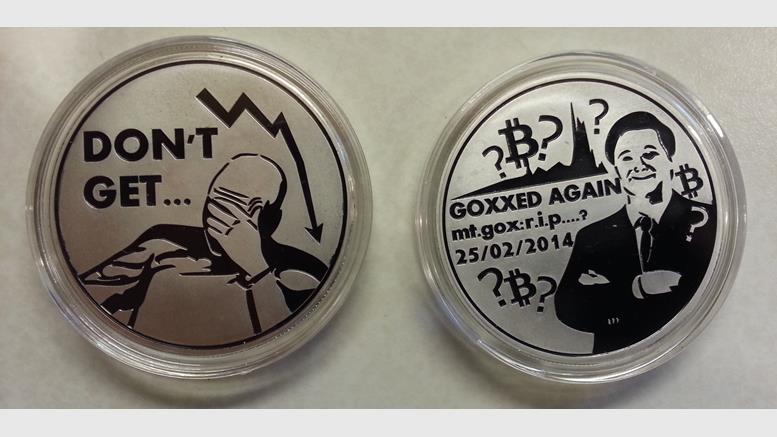 DON'T
GET...
?₿? ?
GOXXED AGAIN
mt.gox:r.i.p....?
25/02/2014
?₿?
₿
?